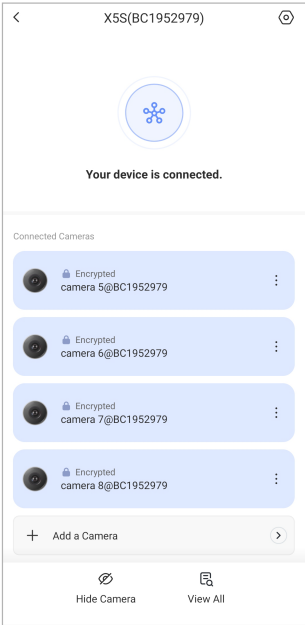 X5S(BC1952979)
Your device is connected.
Connected Cameras
Encrypted
camera 5@BC1952979
Encrypted
camera 6@BC1952979
Encrypted
camera 7@BC1952979
Encrypted
camera 8@BC1952979
Add a Camera
Hide Camera
View All